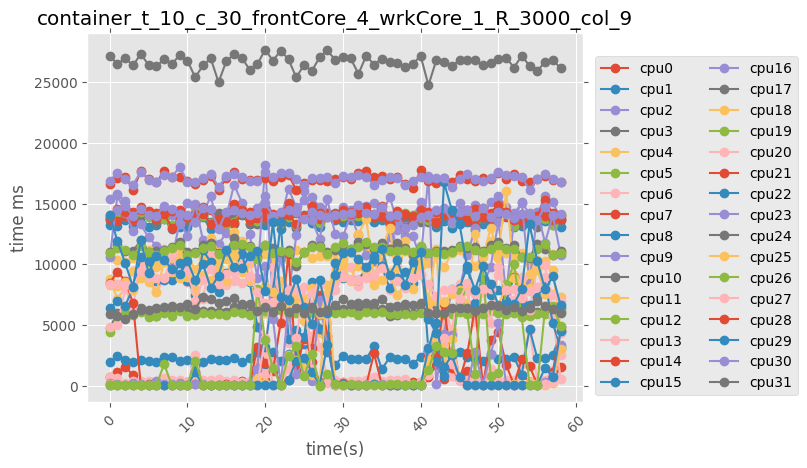 container_t_10_c_30_frontCore_4_wrkCore_1_R_3000_col_9
time ms
25000
20000
15000
10000
5000
0
0
10
20
30
40
50
60
time(s)
cpu0
cpu1
cpu2
cpu3
cpu4
cpu5
cpu6
cpu7
cpu8
cpu9
cpu10
cpu11
cpu12
cpu13
cpu14
cpu15
cpu16
cpu17
cpu18
cpu19
cpu20
cpu21
cpu22
cpu23
cpu24
cpu25
cpu26
cpu27
cpu28
cpu29
cpu30
cpu31